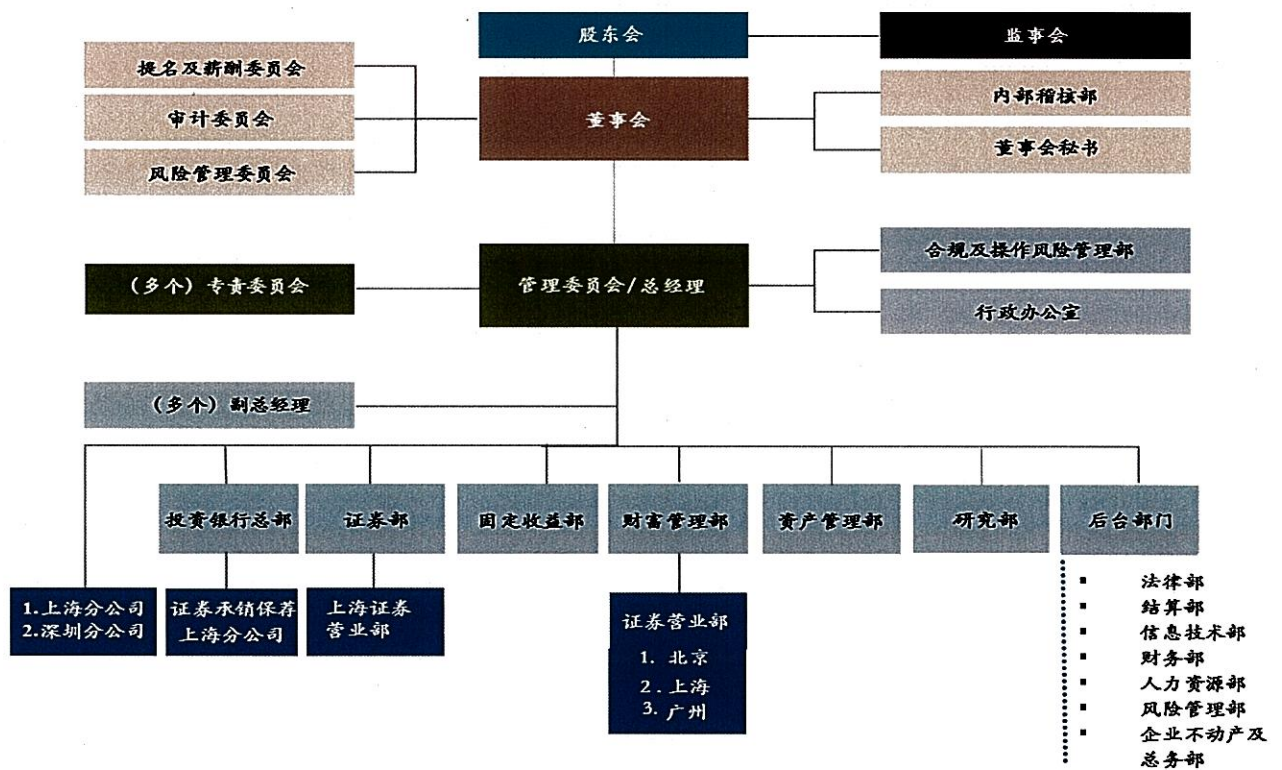 股东会
监事会
提名及薪酬委员会
审计委员会
风险管理委员会
董事会
内部稽核部
董事会秘书
(多个)专责委员会
管理委员会/总经理
合规及操作风险管理部
行政办公室
(多个)副总经理
投资银行总部
证券部
固定收益部
财富管理部
资产管理部
研究部
后台部门
1.上海分公司
2.深圳分公司
证券承销保荐
上海分公司
上海证券
营业部
证券营业部
1. 北京
2. 上海
3. 广州
▪ 法律部
▪ 结算部
▪ 信息技术部
▪ 财务部
▪ 人力资源部
▪ 风险管理部
▪ 企业不动产及
总务部